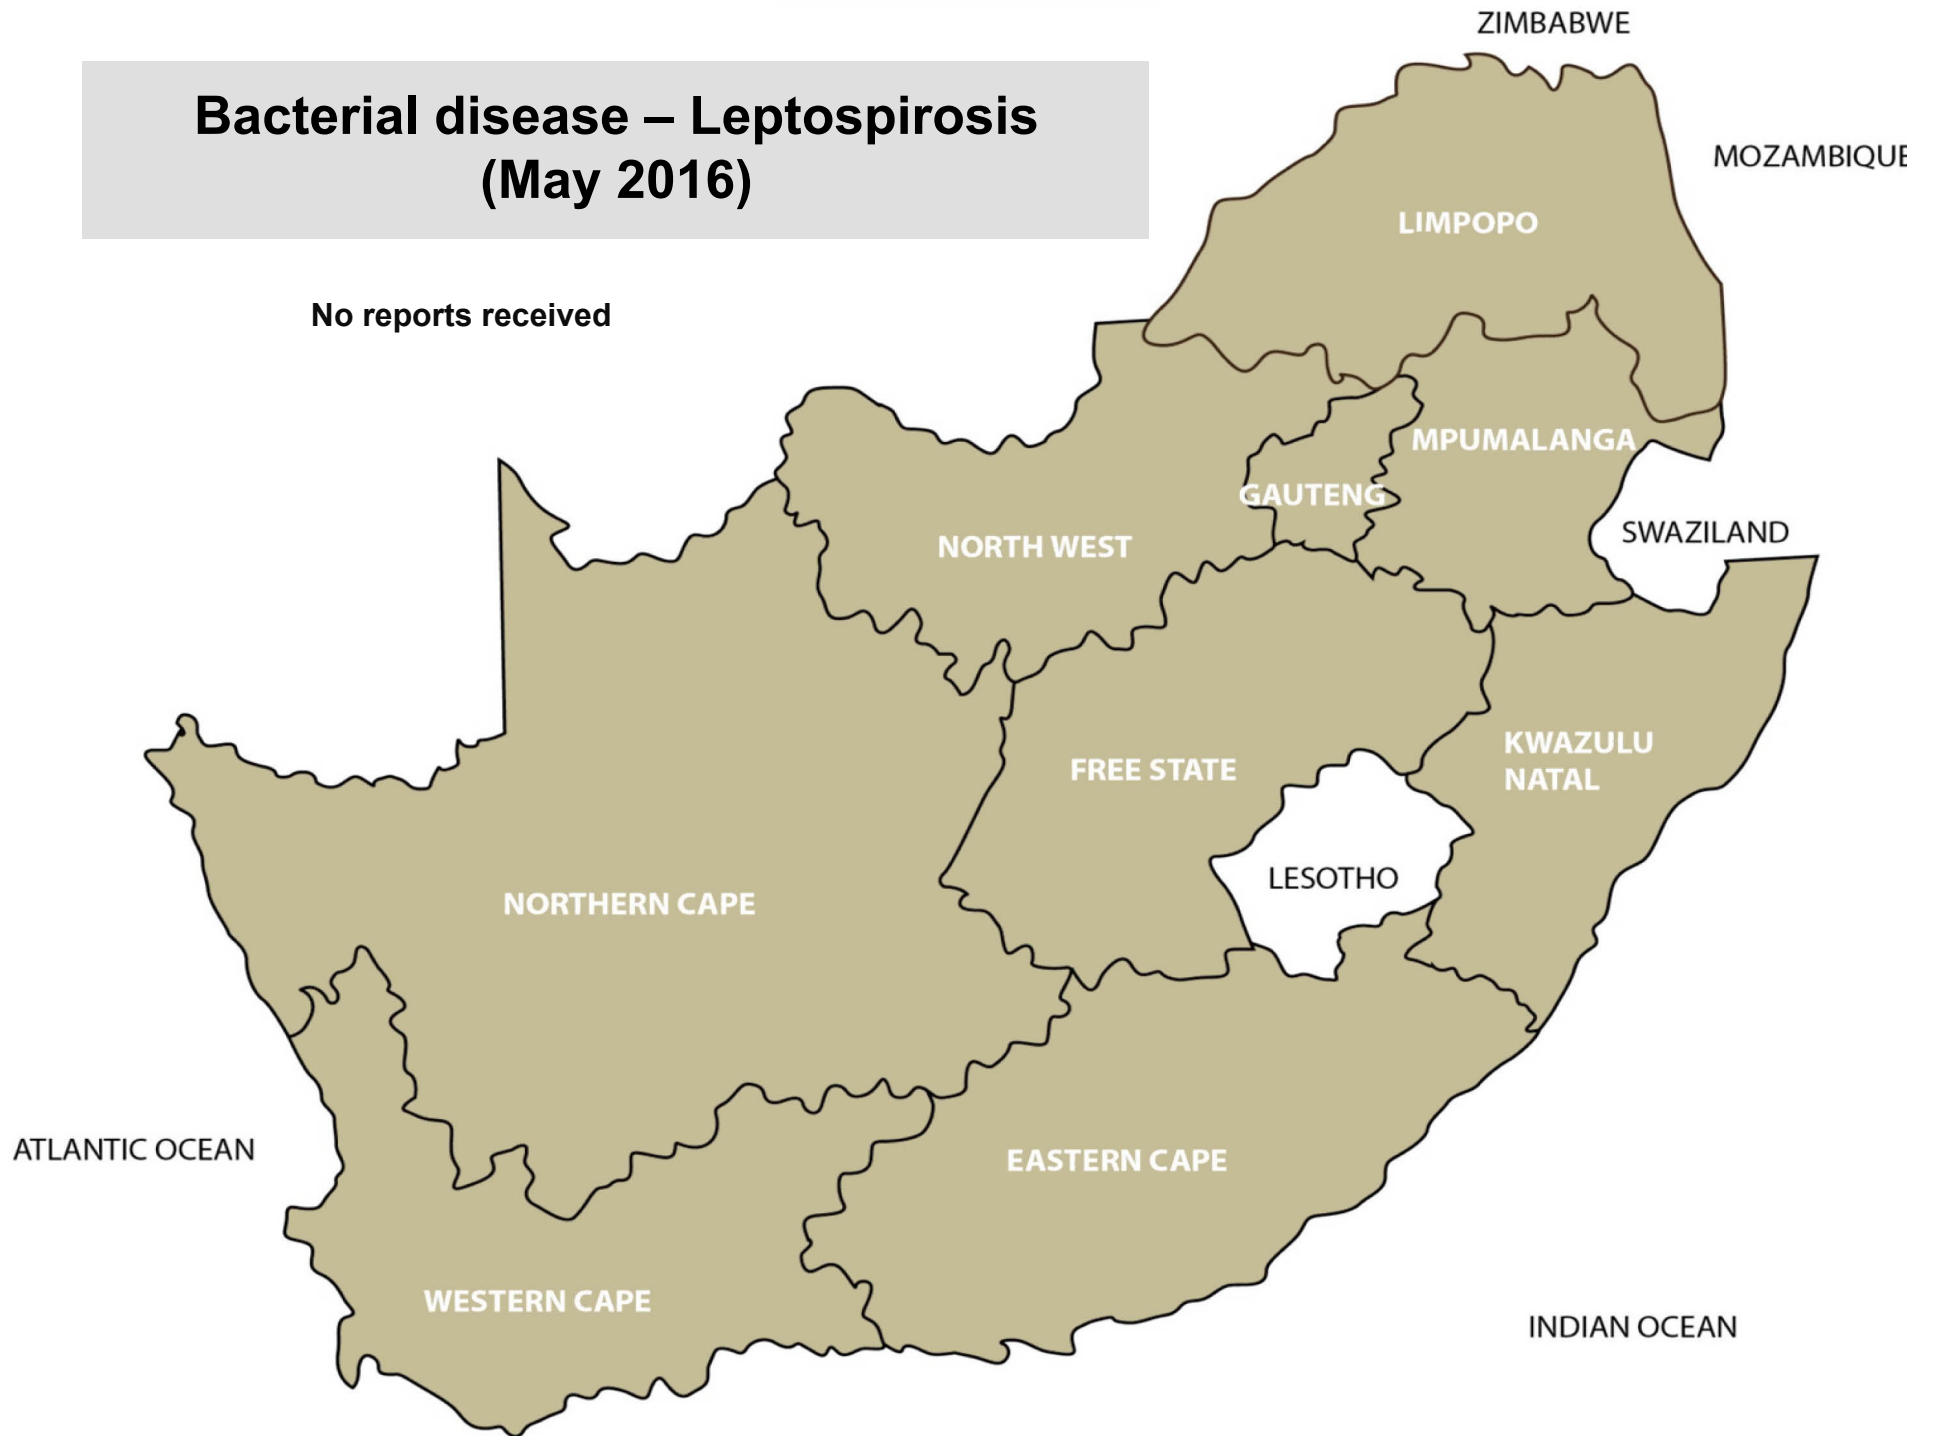 ZIMBABWE
Bacterial disease – Leptospirosis
(May 2016)
MOZAMBIQUE
LIMPOPO
No reports received
MPUMALANGA
GAUTENG
SWAZILAND
NORTH WEST
KWAZULU
NATAL
FREE STATE
LESOTHO
NORTHERN CAPE
ATLANTIC OCEAN
EASTERN CAPE
WESTERN CAPE
INDIAN OCEAN